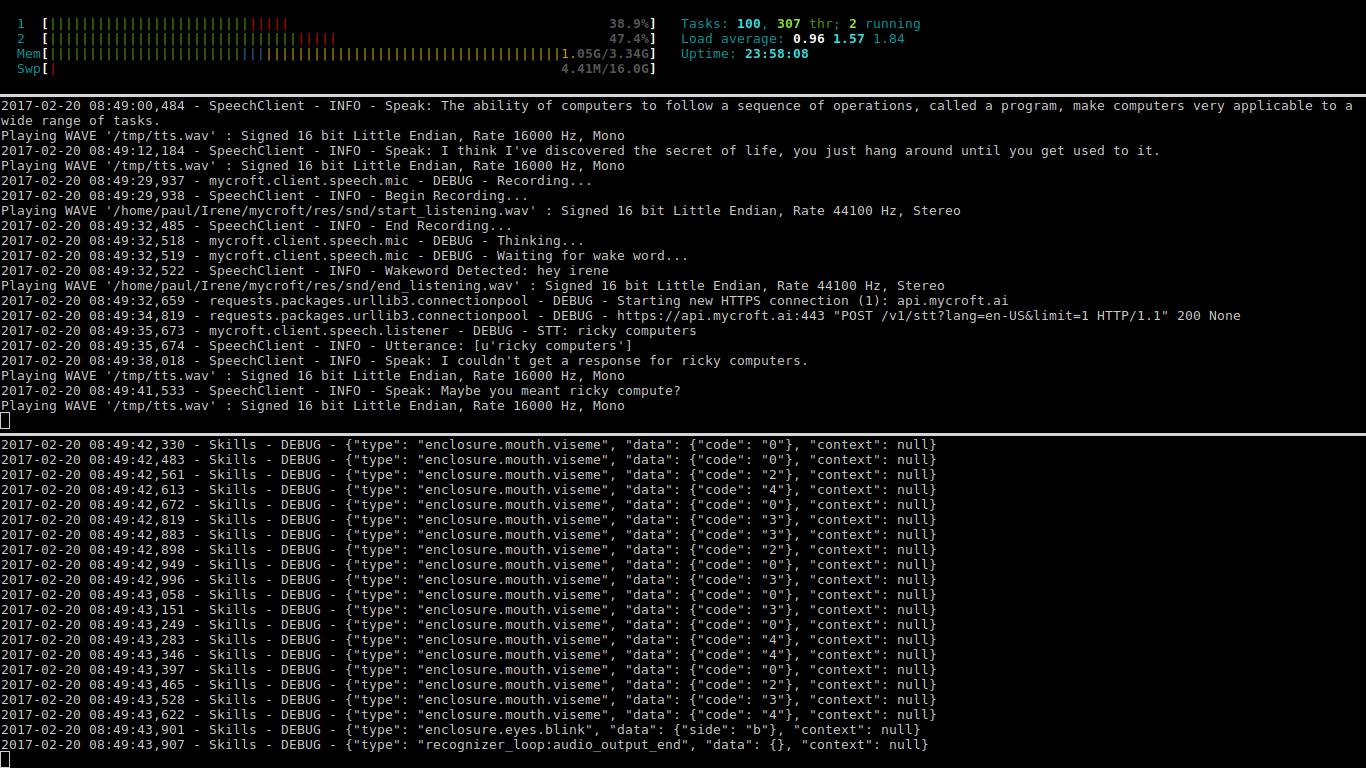 1 [||||||||||||||||||||||||||||||38.9%] Tasks: 100, 307 thr; 2 running
2 [||||||||||||||||||||||||||||||||||||47.4%] Load average: 0.96 1.57 1.84
Mem[||||||||||||||||||||||||||||||||||||||||||||||||||||||||||||||||1.05G/3.34G] Uptime: 23:58:08
Swp[|4.41M/16.0G]
2017-02-20 08:49:00,484 - SpeechClient - INFO - Speak: The ability of computers to follow a sequence of operations, called a program, make computers very applicable to a
wide range of tasks.
Playing WAVE '/tmp/tts.wav' : Signed 16 bit Little Endian, Rate 16000 Hz, Mono
2017-02-20 08:49:12,184 - SpeechClient - INFO - Speak: I think I've discovered the secret of life, you just hang around until you get used to it.
Playing WAVE '/tmp/tts.wav' : Signed 16 bit Little Endian, Rate 16000 Hz, Mono
2017-02-20 08:49:29,937 - mycroft.client.speech.mic - DEBUG - Recording...
2017-02-20 08:49:29,938 - SpeechClient - INFO - Begin Recording...
Playing WAVE '/home/paul/Irene/mycroft/res/snd/start_listening.wav' : Signed 16 bit Little Endian, Rate 44100 Hz, Stereo
2017-02-20 08:49:32,485 - SpeechClient - INFO - End Recording...
2017-02-20 08:49:32,518 - mycroft.client.speech.mic - DEBUG - Thinking...
2017-02-20 08:49:32,519 - mycroft.client.speech.mic - DEBUG - Waiting for wake word...
2017-02-20 08:49:32,522 - SpeechClient - INFO - Wakeword Detected: hey irene
Playing WAVE '/home/paul/Irene/mycroft/res/snd/end_listening.wav' : Signed 16 bit Little Endian, Rate 44100 Hz, Stereo
2017-02-20 08:49:32,659 - requests.packages.urllib3.connectionpool - DEBUG - Starting new HTTPS connection (1): api.mycroft.ai
2017-02-20 08:49:34,819 - requests.packages.urllib3.connectionpool - DEBUG - https://api.mycroft.ai:443 "POST /v1/stt?lang=en-US&limit=1 HTTP/1.1" 200 None
2017-02-20 08:49:35,673 - mycroft.client.speech.listener - DEBUG - STT: ricky computers
2017-02-20 08:49:35,674 - SpeechClient - INFO - Utterance: [u'ricky computers']
2017-02-20 08:49:38,018 - SpeechClient - INFO - Speak: I couldn't get a response for ricky computers.
Playing WAVE '/tmp/tts.wav' : Signed 16 bit Little Endian, Rate 16000 Hz, Mono
2017-02-20 08:49:41,533 - SpeechClient - INFO - Speak: Maybe you meant ricky compute?
Playing WAVE '/tmp/tts.wav' : Signed 16 bit Little Endian, Rate 16000 Hz, Mono
2017-02-20 08:49:42,330 - Skills - DEBUG - {"type": "enclosure.mouth.viseme", "data": {"code": "0"}, "context": null}
2017-02-20 08:49:42,483 - Skills - DEBUG - {"type": "enclosure.mouth.viseme", "data": {"code": "0"}, "context": null}
2017-02-20 08:49:42,561 - Skills - DEBUG - {"type": "enclosure.mouth.viseme", "data": {"code": "2"}, "context": null}
2017-02-20 08:49:42,613 - Skills - DEBUG - {"type": "enclosure.mouth.viseme", "data": {"code": "4"}, "context": null}
2017-02-20 08:49:42,672 - Skills - DEBUG - {"type": "enclosure.mouth.viseme", "data": {"code": "0"}, "context": null}
2017-02-20 08:49:42,819 - Skills - DEBUG - {"type": "enclosure.mouth.viseme", "data": {"code": "3"}, "context": null}
2017-02-20 08:49:42,883 - Skills - DEBUG - {"type": "enclosure.mouth.viseme", "data": {"code": "3"}, "context": null}
2017-02-20 08:49:42,898 - Skills - DEBUG - {"type": "enclosure.mouth.viseme", "data": {"code": "2"}, "context": null}
2017-02-20 08:49:42,949 - Skills - DEBUG - {"type": "enclosure.mouth.viseme", "data": {"code": "0"}, "context": null}
2017-02-20 08:49:42,996 - Skills - DEBUG - {"type": "enclosure.mouth.viseme", "data": {"code": "3"}, "context": null}
2017-02-20 08:49:43,058 - Skills - DEBUG - {"type": "enclosure.mouth.viseme", "data": {"code": "0"}, "context": null}
2017-02-20 08:49:43,151 - Skills - DEBUG - {"type": "enclosure.mouth.viseme", "data": {"code": "3"}, "context": null}
2017-02-20 08:49:43,249 - Skills - DEBUG - {"type": "enclosure.mouth.viseme", "data": {"code": "0"}, "context": null}
2017-02-20 08:49:43,283 - Skills - DEBUG - {"type": "enclosure.mouth.viseme", "data": {"code": "4"}, "context": null}
2017-02-20 08:49:43,346 - Skills - DEBUG - {"type": "enclosure.mouth.viseme", "data": {"code": "4"}, "context": null}
2017-02-20 08:49:43,397 - Skills - DEBUG - {"type": "enclosure.mouth.viseme", "data": {"code": "0"}, "context": null}
2017-02-20 08:49:43,465 - Skills - DEBUG - {"type": "enclosure.mouth.viseme", "data": {"code": "2"}, "context": null}
2017-02-20 08:49:43,528 - Skills - DEBUG - {"type": "enclosure.mouth.viseme", "data": {"code": "3"}, "context": null}
2017-02-20 08:49:43,622 - Skills - DEBUG - {"type": "enclosure.mouth.viseme", "data": {"code": "4"}, "context": null}
2017-02-20 08:49:43,901 - Skills - DEBUG - {"type": "enclosure.eyes.blink", "data": {"side": "b"}, "context": null}
2017-02-20 08:49:43,907 - Skills - DEBUG - {"type": "recognizer_loop:audio_output_end", "data": {}, "context": null}